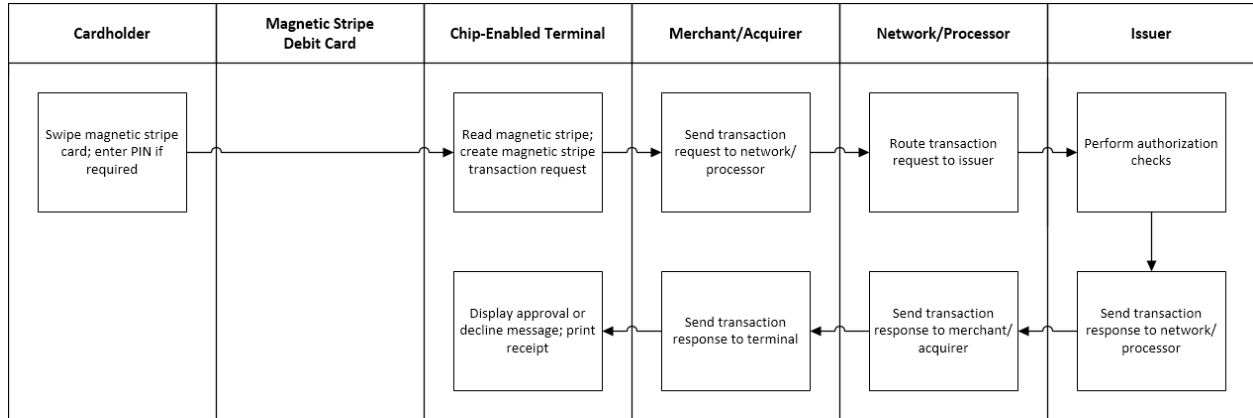 Cardholder
Magnetic Stripe
Debit Card
Chip-Enabled Terminal
Merchant/Acquirer
Network/Processor
Issuer
Swipe magnetic stripe
card; enter PIN if
required
Read magnetic stripe;
create magnetic stripe
transaction request
Send transaction
request to network/
processor
Route transaction
request to issuer
Perform authorization
checks
Display approval or
decline message; print
receipt
Send transaction
response to terminal
Send transaction
response to merchant/
acquirer
Send transaction
response to network/
processor